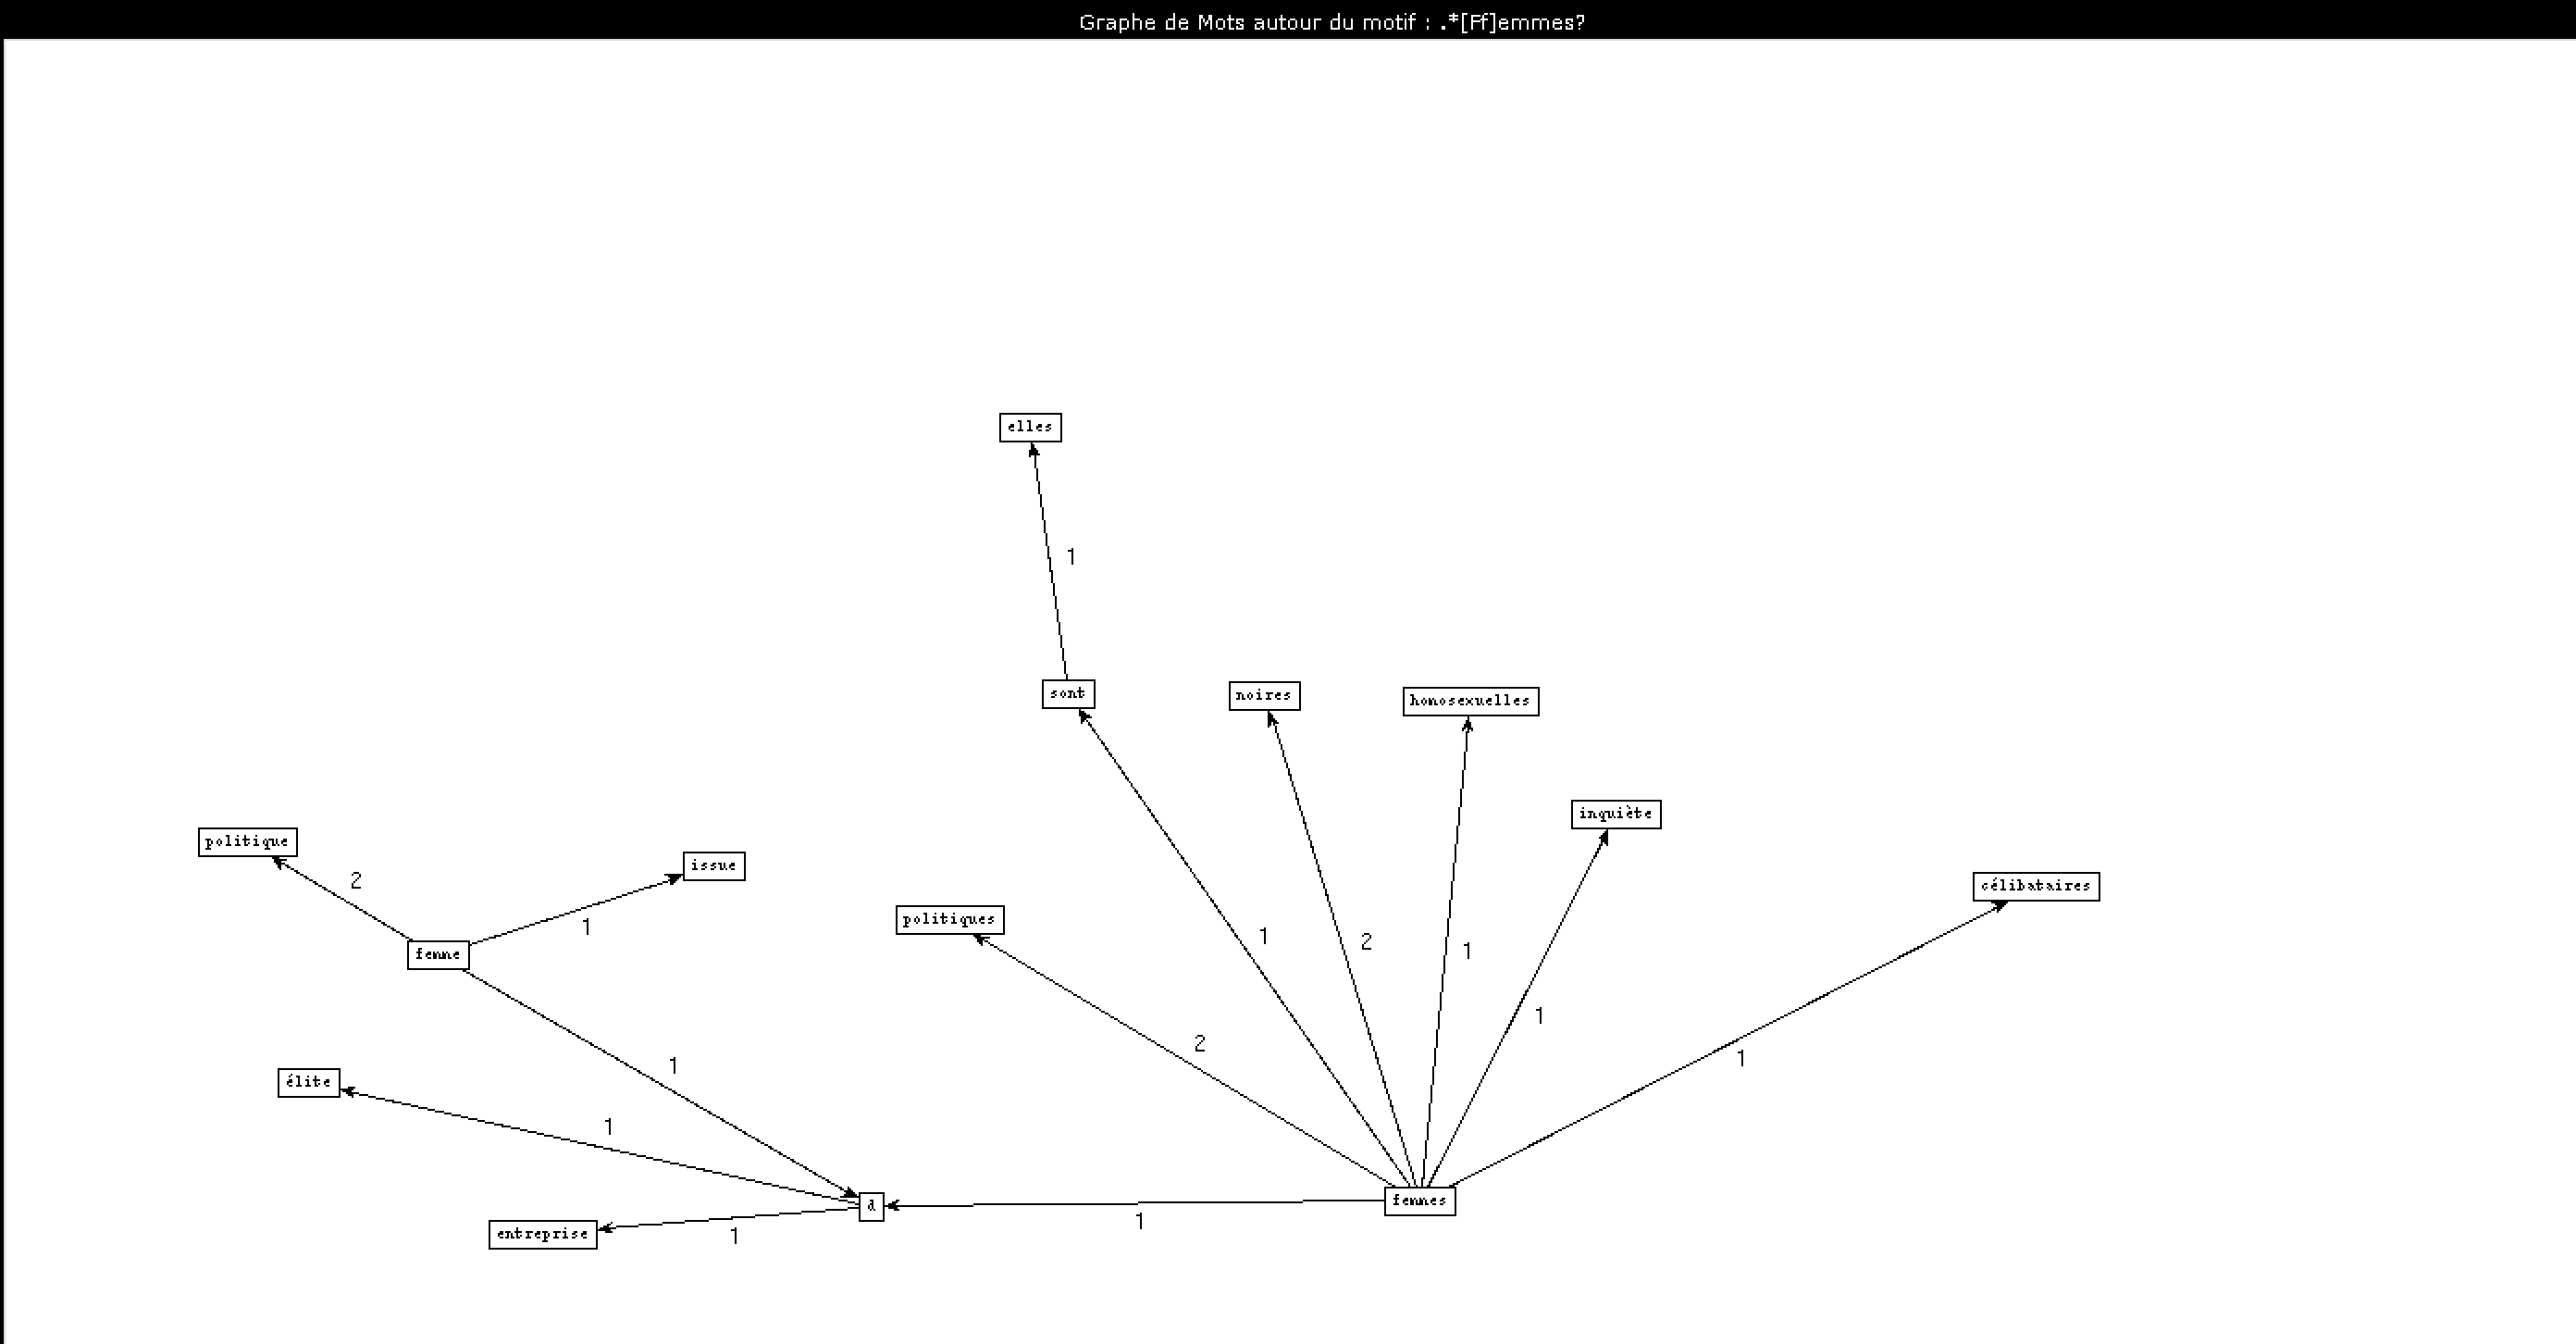 Graphe de Mots autour du motif : .*[Ff]emmes?
elles
1
sont
noires
homosexuelles
inquiète
politique
issue
célibataires
2
politiques
1
1
2
1
femme
1
2
1
1
élite
1
femmes
d
1
entreprise
1